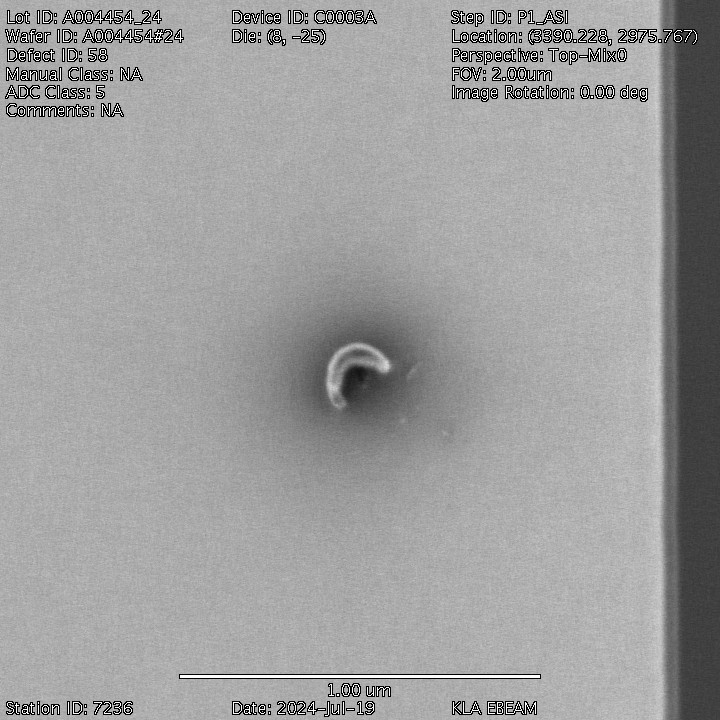 Lot ID: A004454_24
Device ID: C0003A
Step ID: P1_ASI
Wafer ID: A004454#24
Die: (8, -25)
Location: (3390.228, 2975.767)
Defect ID: 58
Perspective: Top-Mix0
Manual Class: NA
FOV: 2.00um
ADC Class: 5
Image Rotation: 0.00 deg
Comments: NA
1.00 um
Station ID: 7236
Date: 2024-Jul-19
KLA EBEAM